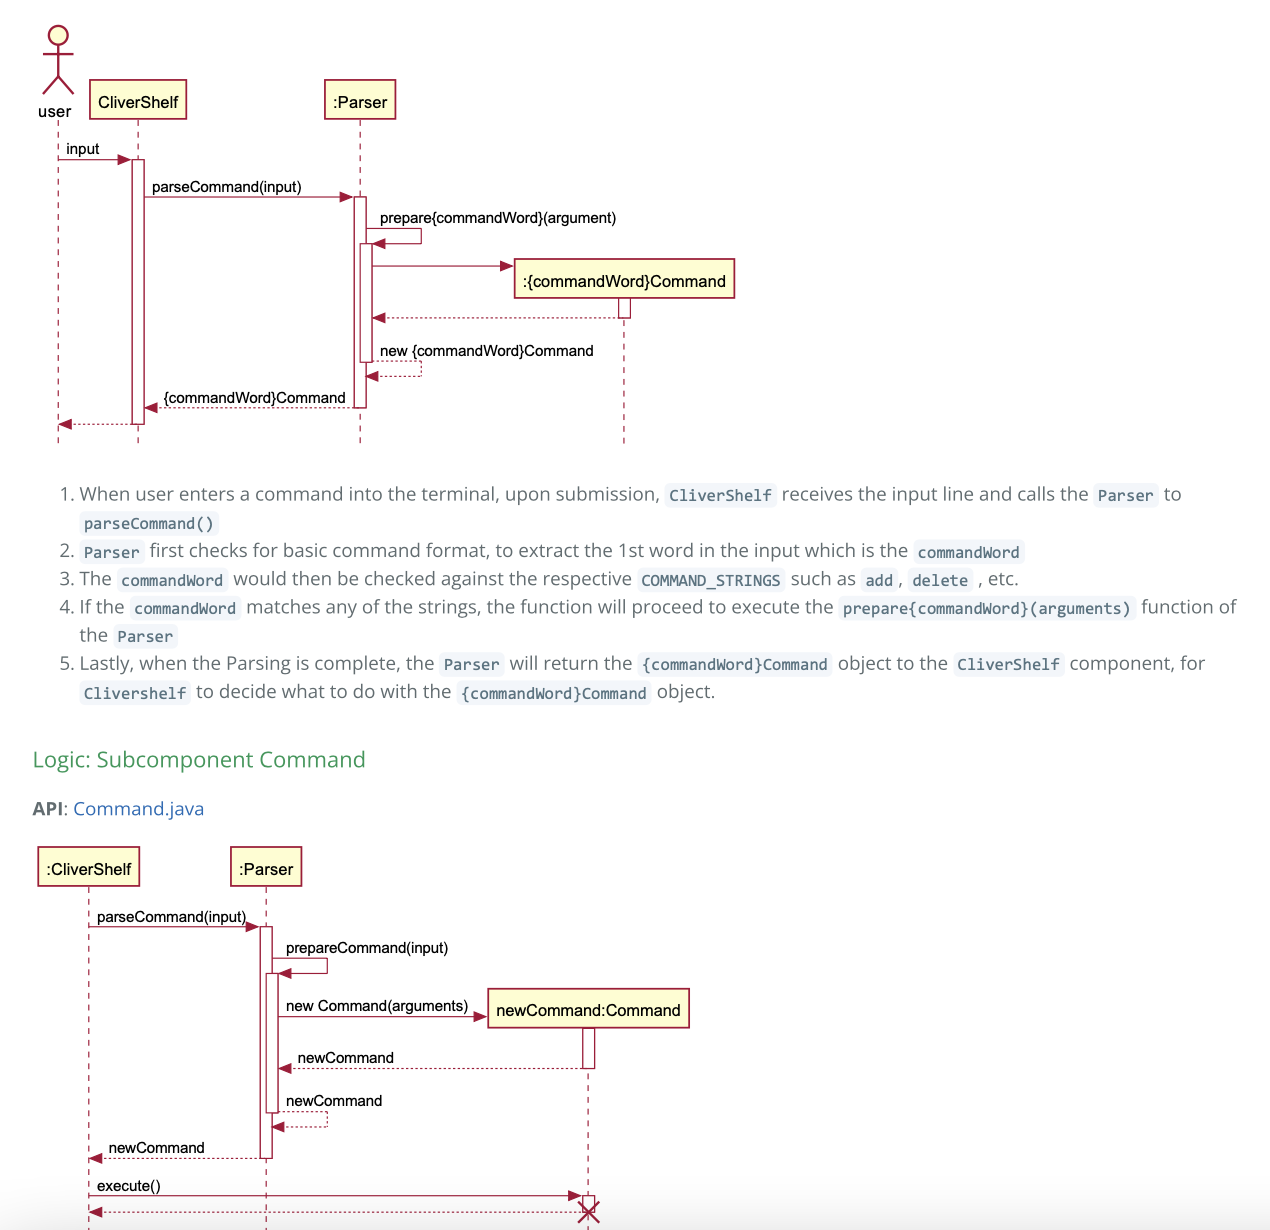 user
CliverShelf
:Parser
input
parseCommand(input)
prepare{commandWord}(argument)
:{commandWord}Command
new {commandWord}Command
{commandWord}Command
1. When user enters a command into the terminal, upon submission, CliverShelf receives the input line and calls the Parser to
parseCommand()
2. Parser first checks for basic command format, to extract the 1st word in the input which is the commandWord
3. The commandWord would then be checked against the respective COMMAND_STRINGS such as add , delete , etc.
4. If the commandWord matches any of the strings, the function will proceed to execute the prepare{commandWord}(arguments) function of
the Parser
5. Lastly, when the Parsing is complete, the Parser will return the {commandWord}Command object to the CliverShelf component, for
Clivershelf to decide what to do with the {commandWord}Command object.
Logic: Subcomponent Command
API: Command.java
:CliverShelf
:Parser
parseCommand(input)
prepareCommand(input)
new Command(arguments)
newCommand:Command
newCommand
newCommand
newCommand
execute()